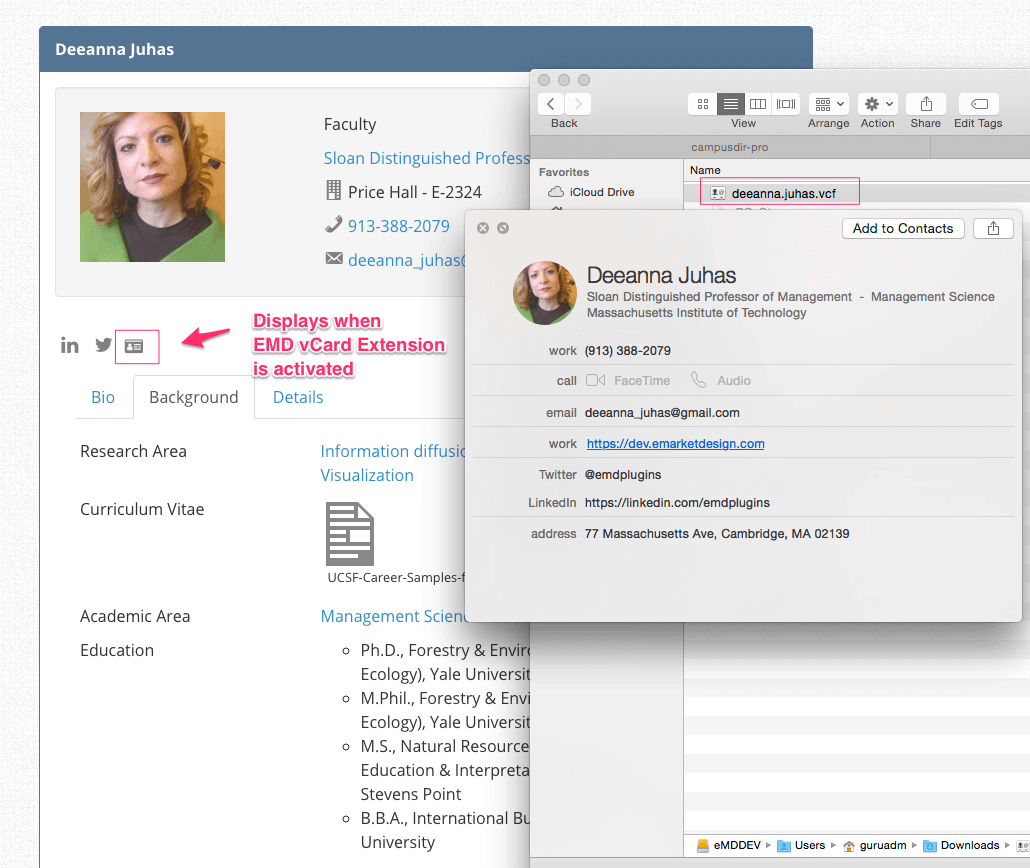 Deeanna Juhas
Faculty
Sloan Distinguished Profess
Price Hall - E-2324
913-388-2079
deeanna_juhas@
Displays when
EMD vCard Extension
is activated
Bio
Background
Details
Research Area
Information diffusio
Visualization
Curriculum Vitae
UCSF-Career-Samples-f
Academic Area
Management Scien
Education
Ph.D., Forestry & Enviro
Ecology), Yale Universit
M.Phil., Forestry & Envi
Ecology), Yale Universit
M.S., Natural Resource
Education & Interpreta
Stevens Point
B.B.A., International Bu
University
Back
View
Arrange
Action
Share
Edit Tags
campusdir-pro
Favorites
iCloud Drive
Name
deeanna.juhas.vcf
Add to Contacts
Deeanna Juhas
Sloan Distinguished Professor of Management - Management Science
Massachusetts Institute of Technology
work (913) 388-2079
call FaceTime Audio
email deeanna_juhas@gmail.com
work https://dev.emarketdesign.com
Twitter @emdplugins
LinkedIn https://linkedin.com/emdplugins
address 77 Massachusetts Ave, Cambridge, MA 02139
eMDDEV Users guruadm Downloads